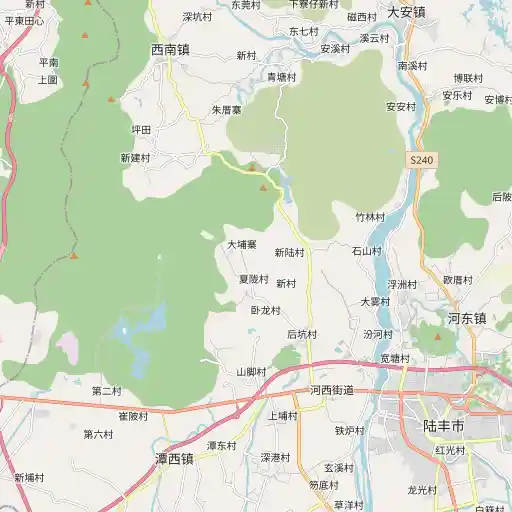 新村
东莞村
下寮仔新村
大安镇
深坑村
磁西村
平東田心
东七村
溪云村
西南镇
新村
安溪村
平南
上圍
青塘村
南溪村
博联村
安乐村
安博村
朱厝寨
安安村
坪田
新建村
S240
后陂
竹林村
大埔寨
新陆村
石山村
夏陇村
新村
浮洲村
欧厝村
大雾村
卧龙村
河东镇
后坑村
汾河村
宽塘村
山脚村
第二村
河西街道
崔陂村
上埔村
陆丰市
第六村
铁炉村
潭东村
红光村
潭西镇
深港村
玄溪村
新埔村
笏底村
龙光村
草洋村
白簕村